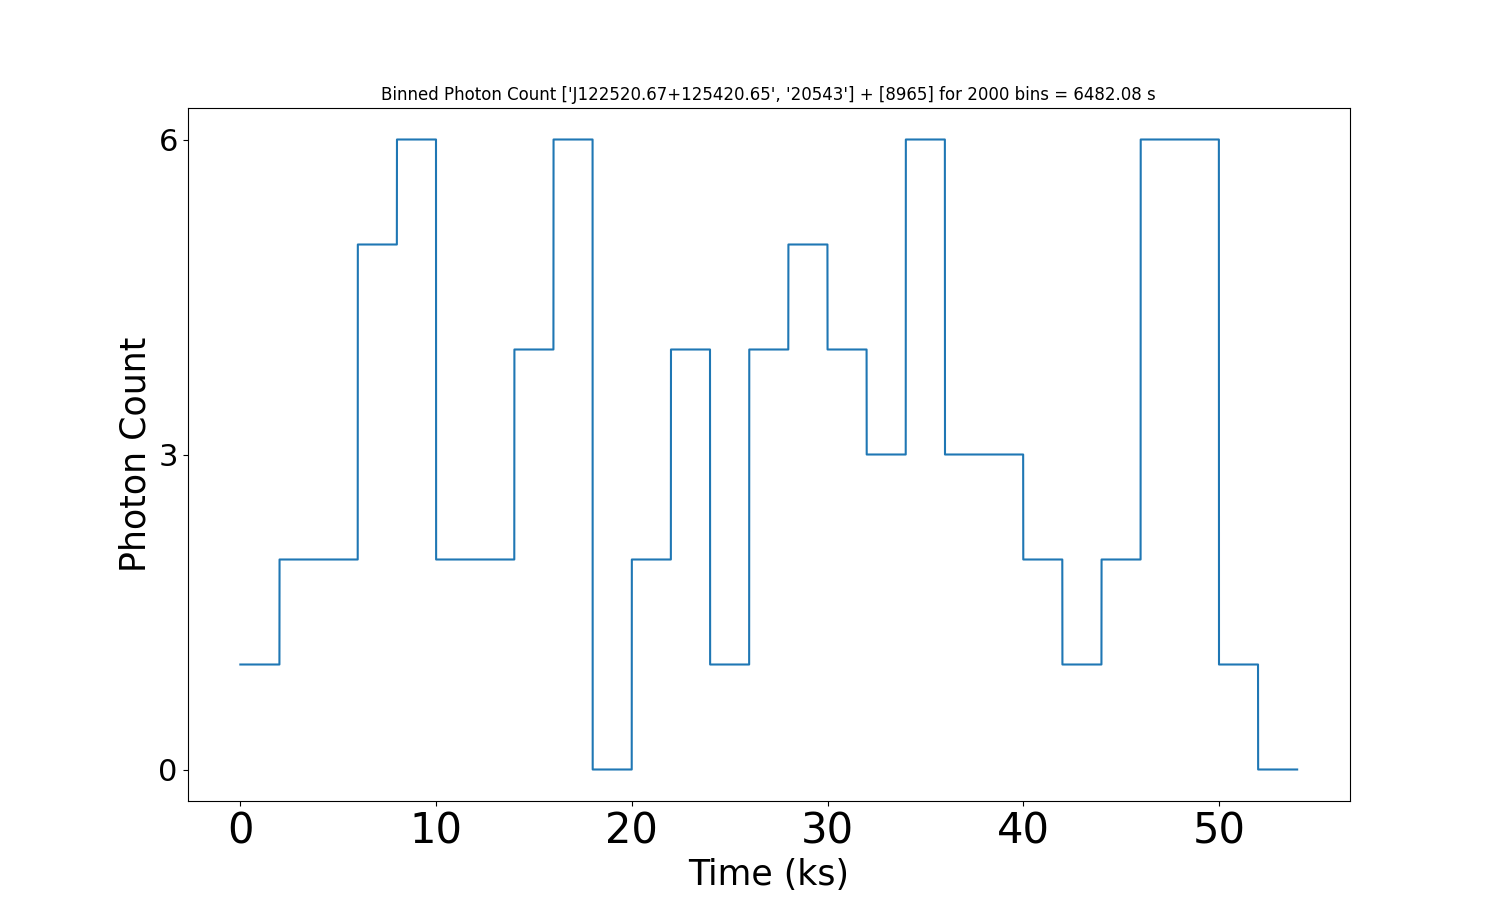 Binned Photon Count ['J122520.67+125420.65', '20543'] + [8965] for 2000 bins = 6482.08 s
6
3
0
Photon Count
0 10 20 30 40 50
Time (ks)